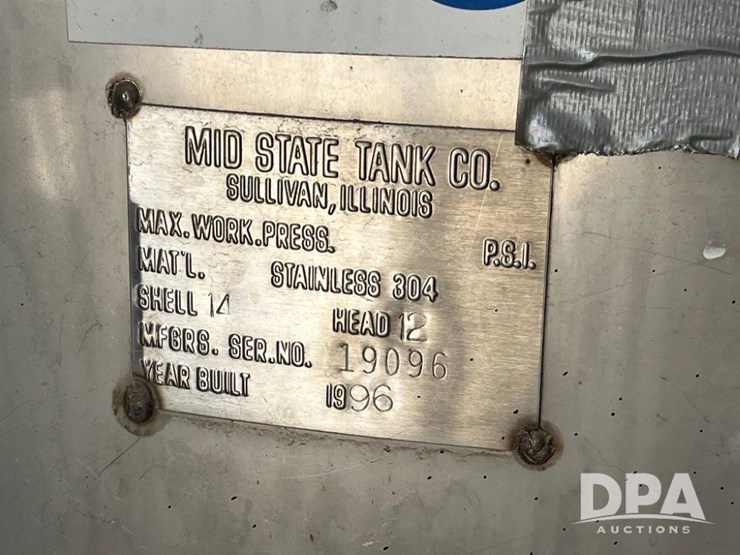 MID STATE TANK CO.
SULLIVAN, ILLINOIS
MAX. WORK. PRESS. P.S.I.
MAT'L. STAINLESS 304
SHELL 14 HEAD 12
MFGRS. SER.NO. 19096
YEAR BUILT 1996
DPA
AUCTIONS